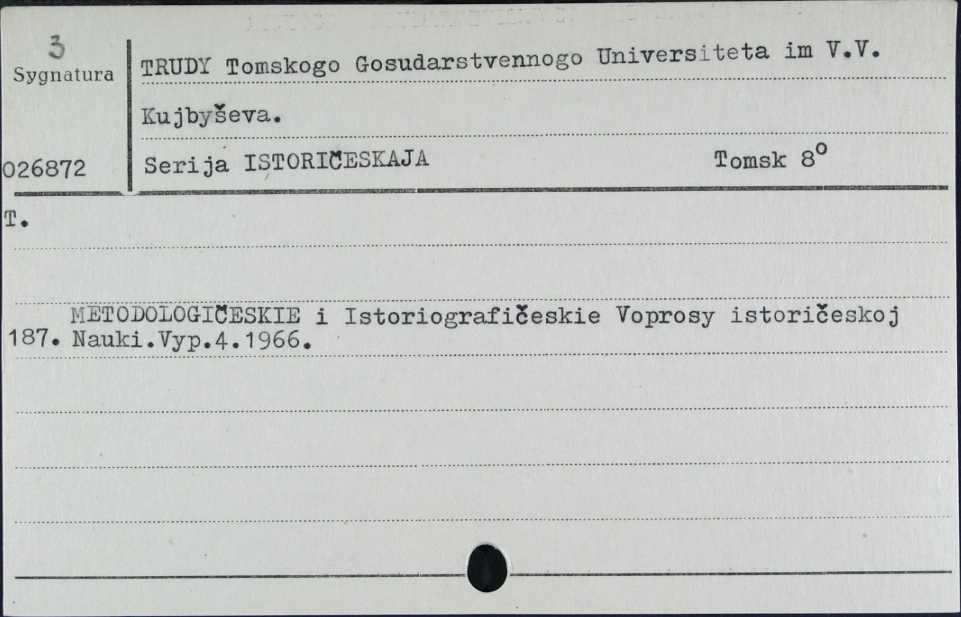 3
Sygnatura
TRUDY Tomskogo Gosudarstvennogo Universiteta im V.V.
Kujbyševa.
026872
Serija ISTORIČESKAJA Tomsk 8⁰
T.
METODOLOGIČESKIE i Istoriografičeskie Voprosy istoričeskoj
187. Nauki.Vyp.4.1966.